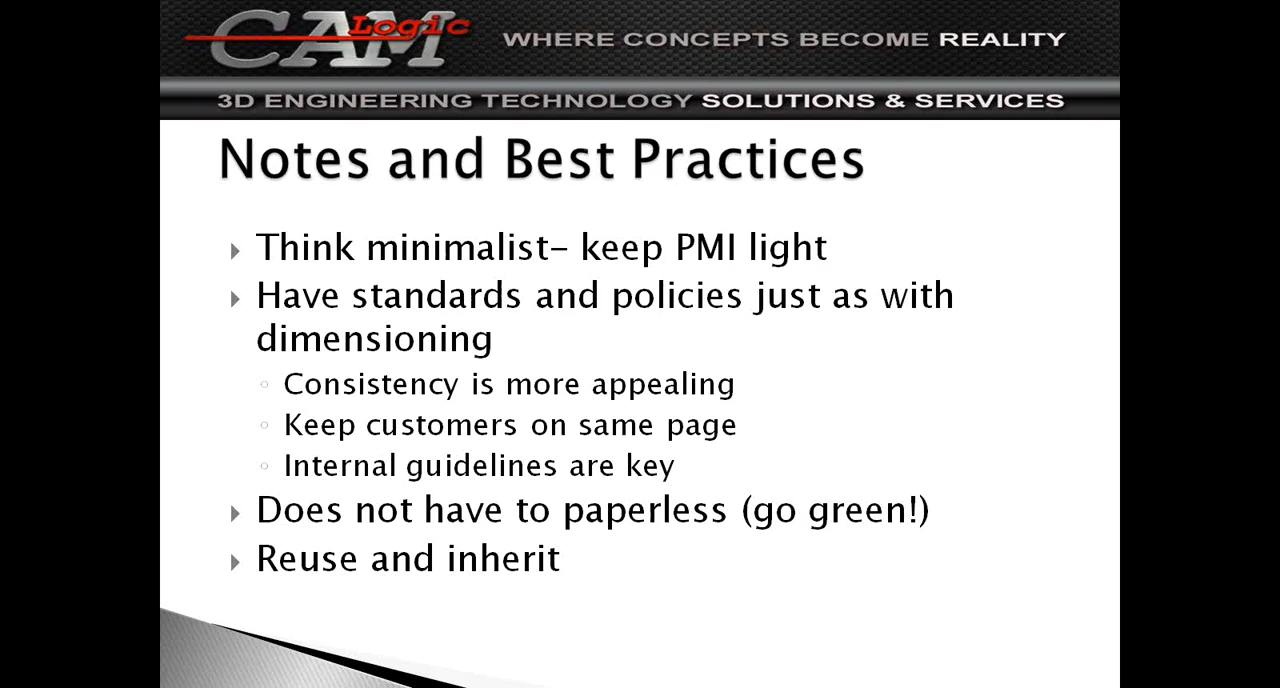 CAM Logic
WHERE CONCEPTS BECOME REALITY
3D ENGINEERING TECHNOLOGY SOLUTIONS & SERVICES
Notes and Best Practices
Think minimalist- keep PMI light
Have standards and policies just as with
dimensioning
Consistency is more appealing
Keep customers on same page
Internal guidelines are key
Does not have to paperless (go green!)
Reuse and inherit